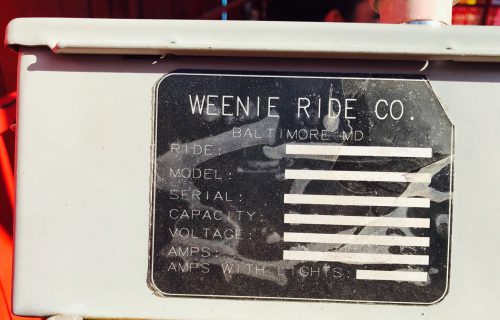 WEENIE RIDE CO.
BALTIMORE MD
RIDE:
MODEL:
SERIAL:
CAPACITY:
VOLTAGE:
AMPS:
AMPS WITH LIGHTS: